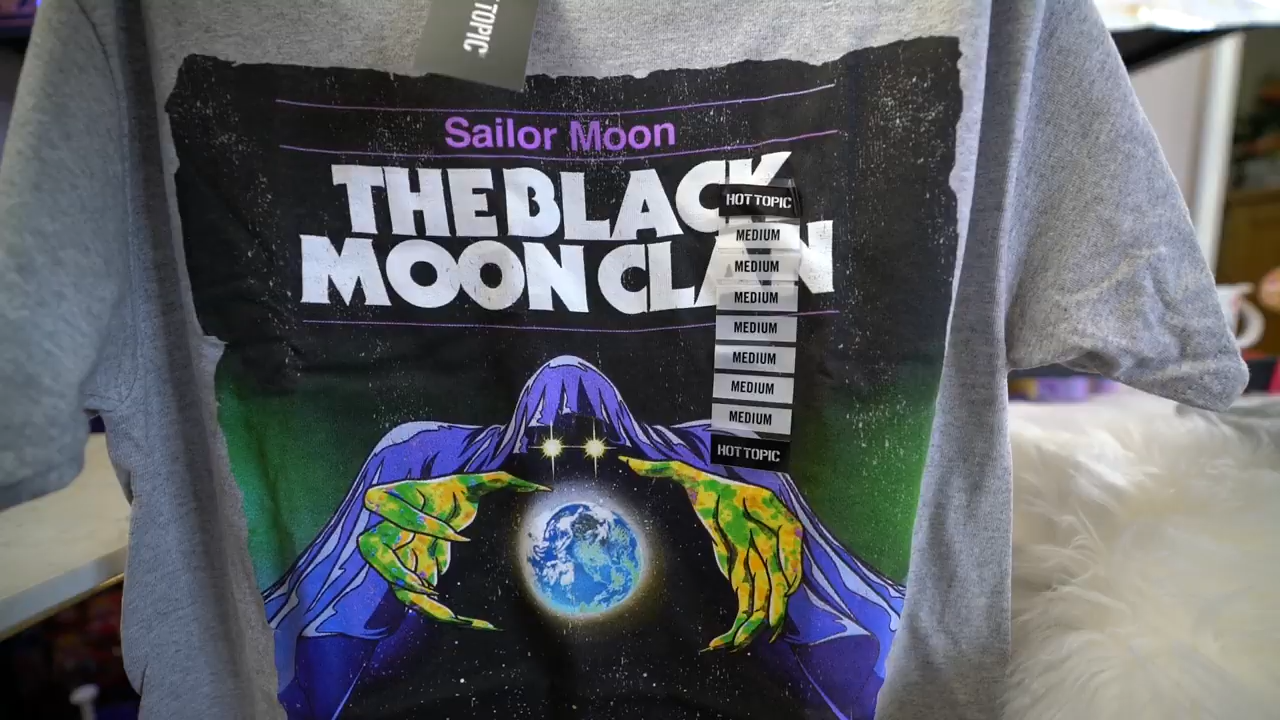 TOPIC
Sailor Moon
THE BLACK
MOON CLAN
HOT TOPIC
MEDIUM
MEDIUM
MEDIUM
MEDIUM
MEDIUM
MEDIUM
MEDIUM
HOT TOPIC